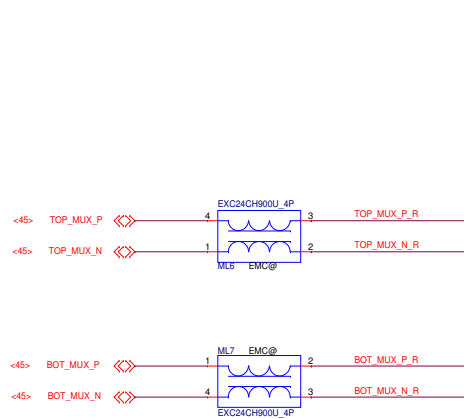 EXC24CH900U_4P
<45> TOP_MUX_P 4 3 TOP_MUX_P_R
<45> TOP_MUX_N 1 2 TOP_MUX_N_R
ML6 EMC@
ML7 EMC@
<45> BOT_MUX_P 1 2 BOT_MUX_P_R
<45> BOT_MUX_N 4 3 BOT_MUX_N_R
EXC24CH900U_4P